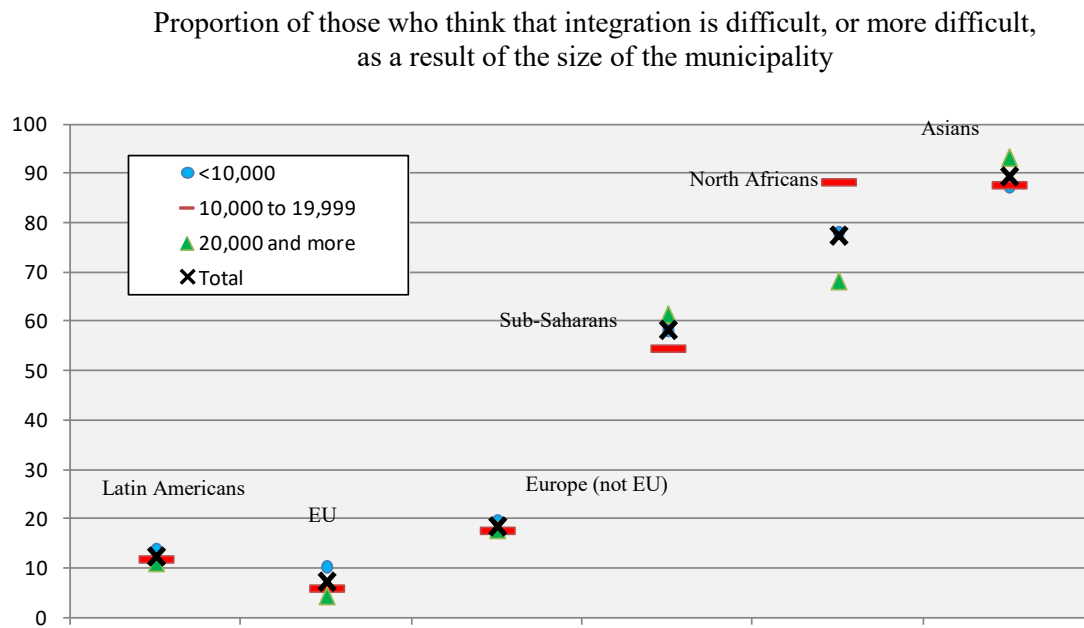 Proportion of those who think that integration is difficult, or more difficult,
as a result of the size of the municipality
100
90
80
70
60
50
40
30
20
10
0
<10,000
10,000 to 19,999
20,000 and more
Total
Latin Americans
EU
Europe (not EU)
Sub-Saharans
North Africans
Asians